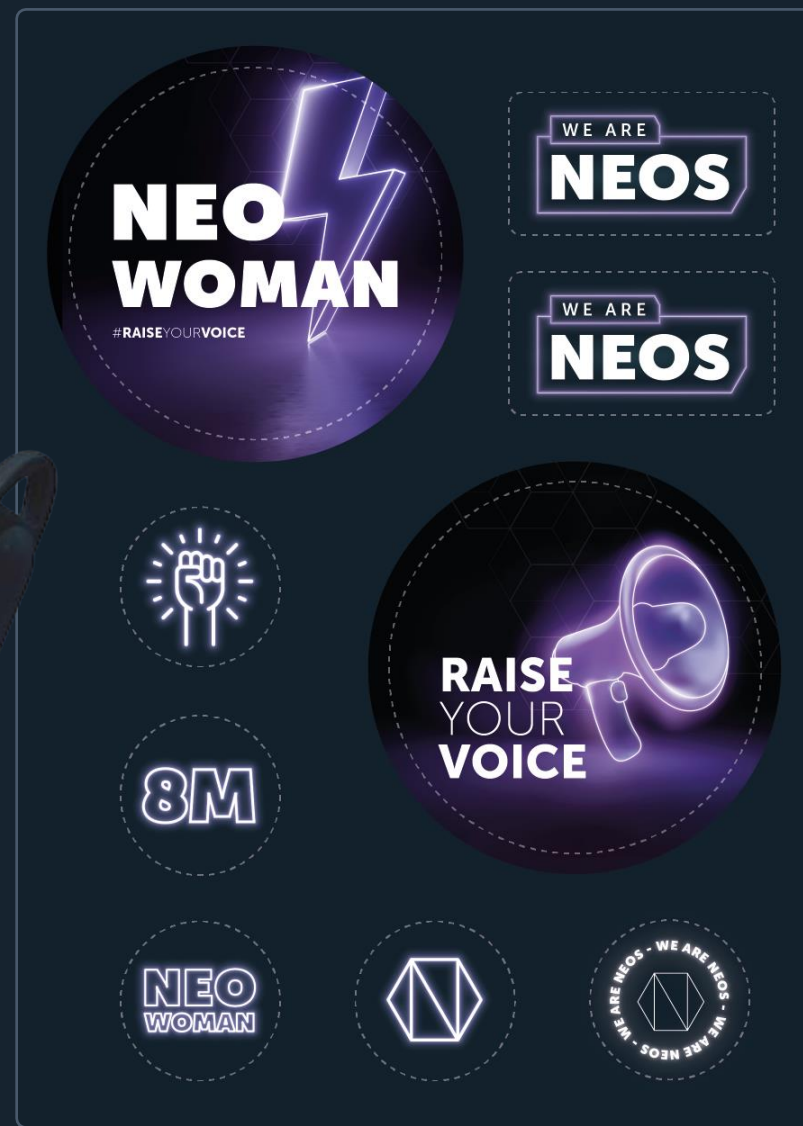 NEO
WOMAN
#RAISEYOURVOICE
WE ARE
NEOS
WE ARE
NEOS
RAISE
YOUR
VOICE
8M
NEO
WOMAN
WE ARE NEOS - WE ARE NEOS - WE ARE NEOS -